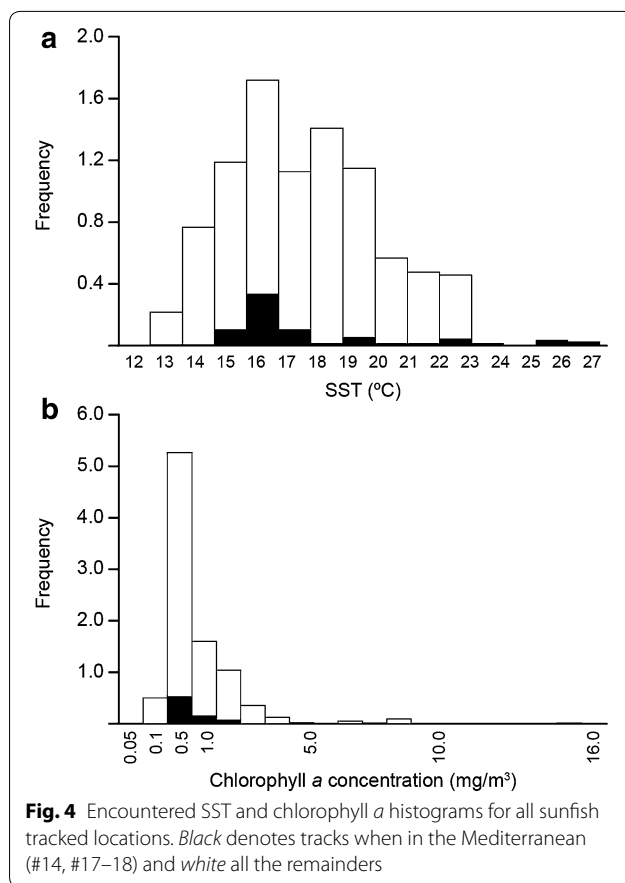 a
2.0
1.6
1.2
0.8
0.4
Frequency
12 13 14 15 16 17 18 19 20 21 22 23 24 25 26 27
SST (ºC)
b
6.0
5.0
4.0
3.0
2.0
1.0
Frequency
0.05 0.1 0.5 1.0 5.0 10.0 16.0
Chlorophyll a concentration (mg/m³)
Fig. 4 Encountered SST and chlorophyll a histograms for all sunfish
tracked locations. Black denotes tracks when in the Mediterranean
(#14, #17–18) and white all the remainders